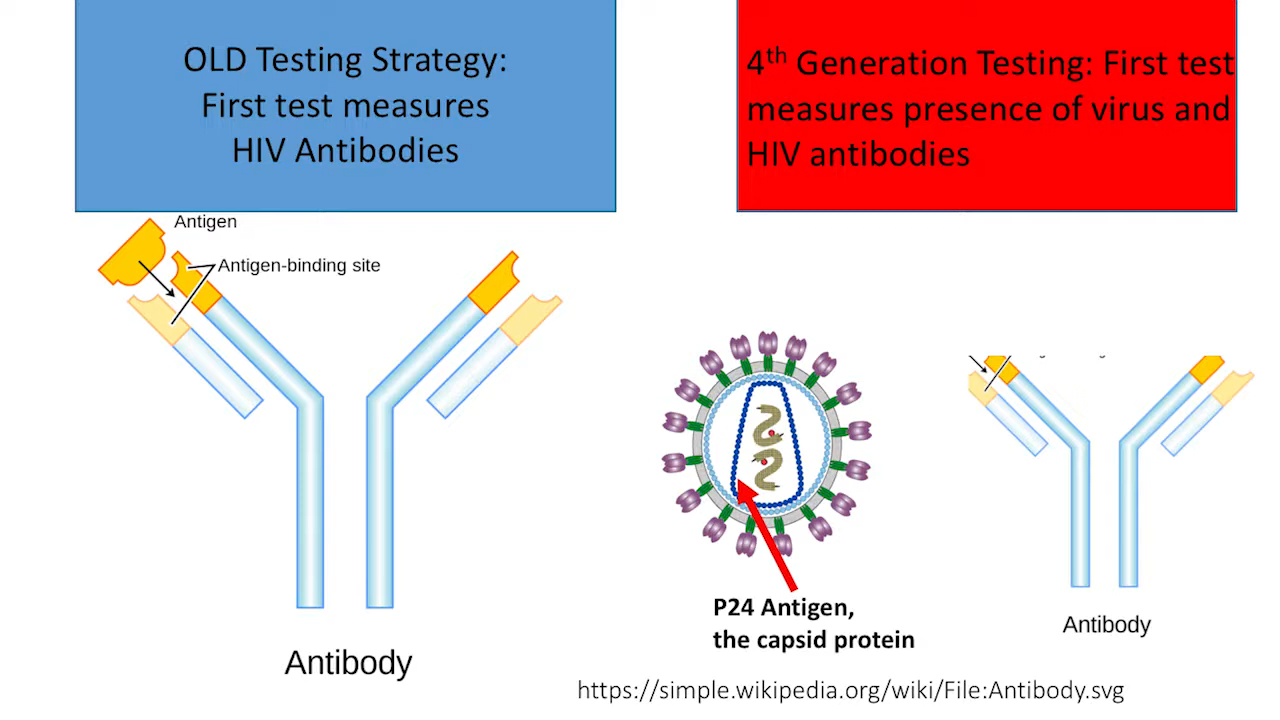 OLD Testing Strategy:
First test measures
HIV Antibodies
4th Generation Testing: First test
measures presence of virus and
HIV antibodies
Antigen
Antigen-binding site
Antibody
P24 Antigen,
the capsid protein
Antibody
https://simple.wikipedia.org/wiki/File:Antibody.svg